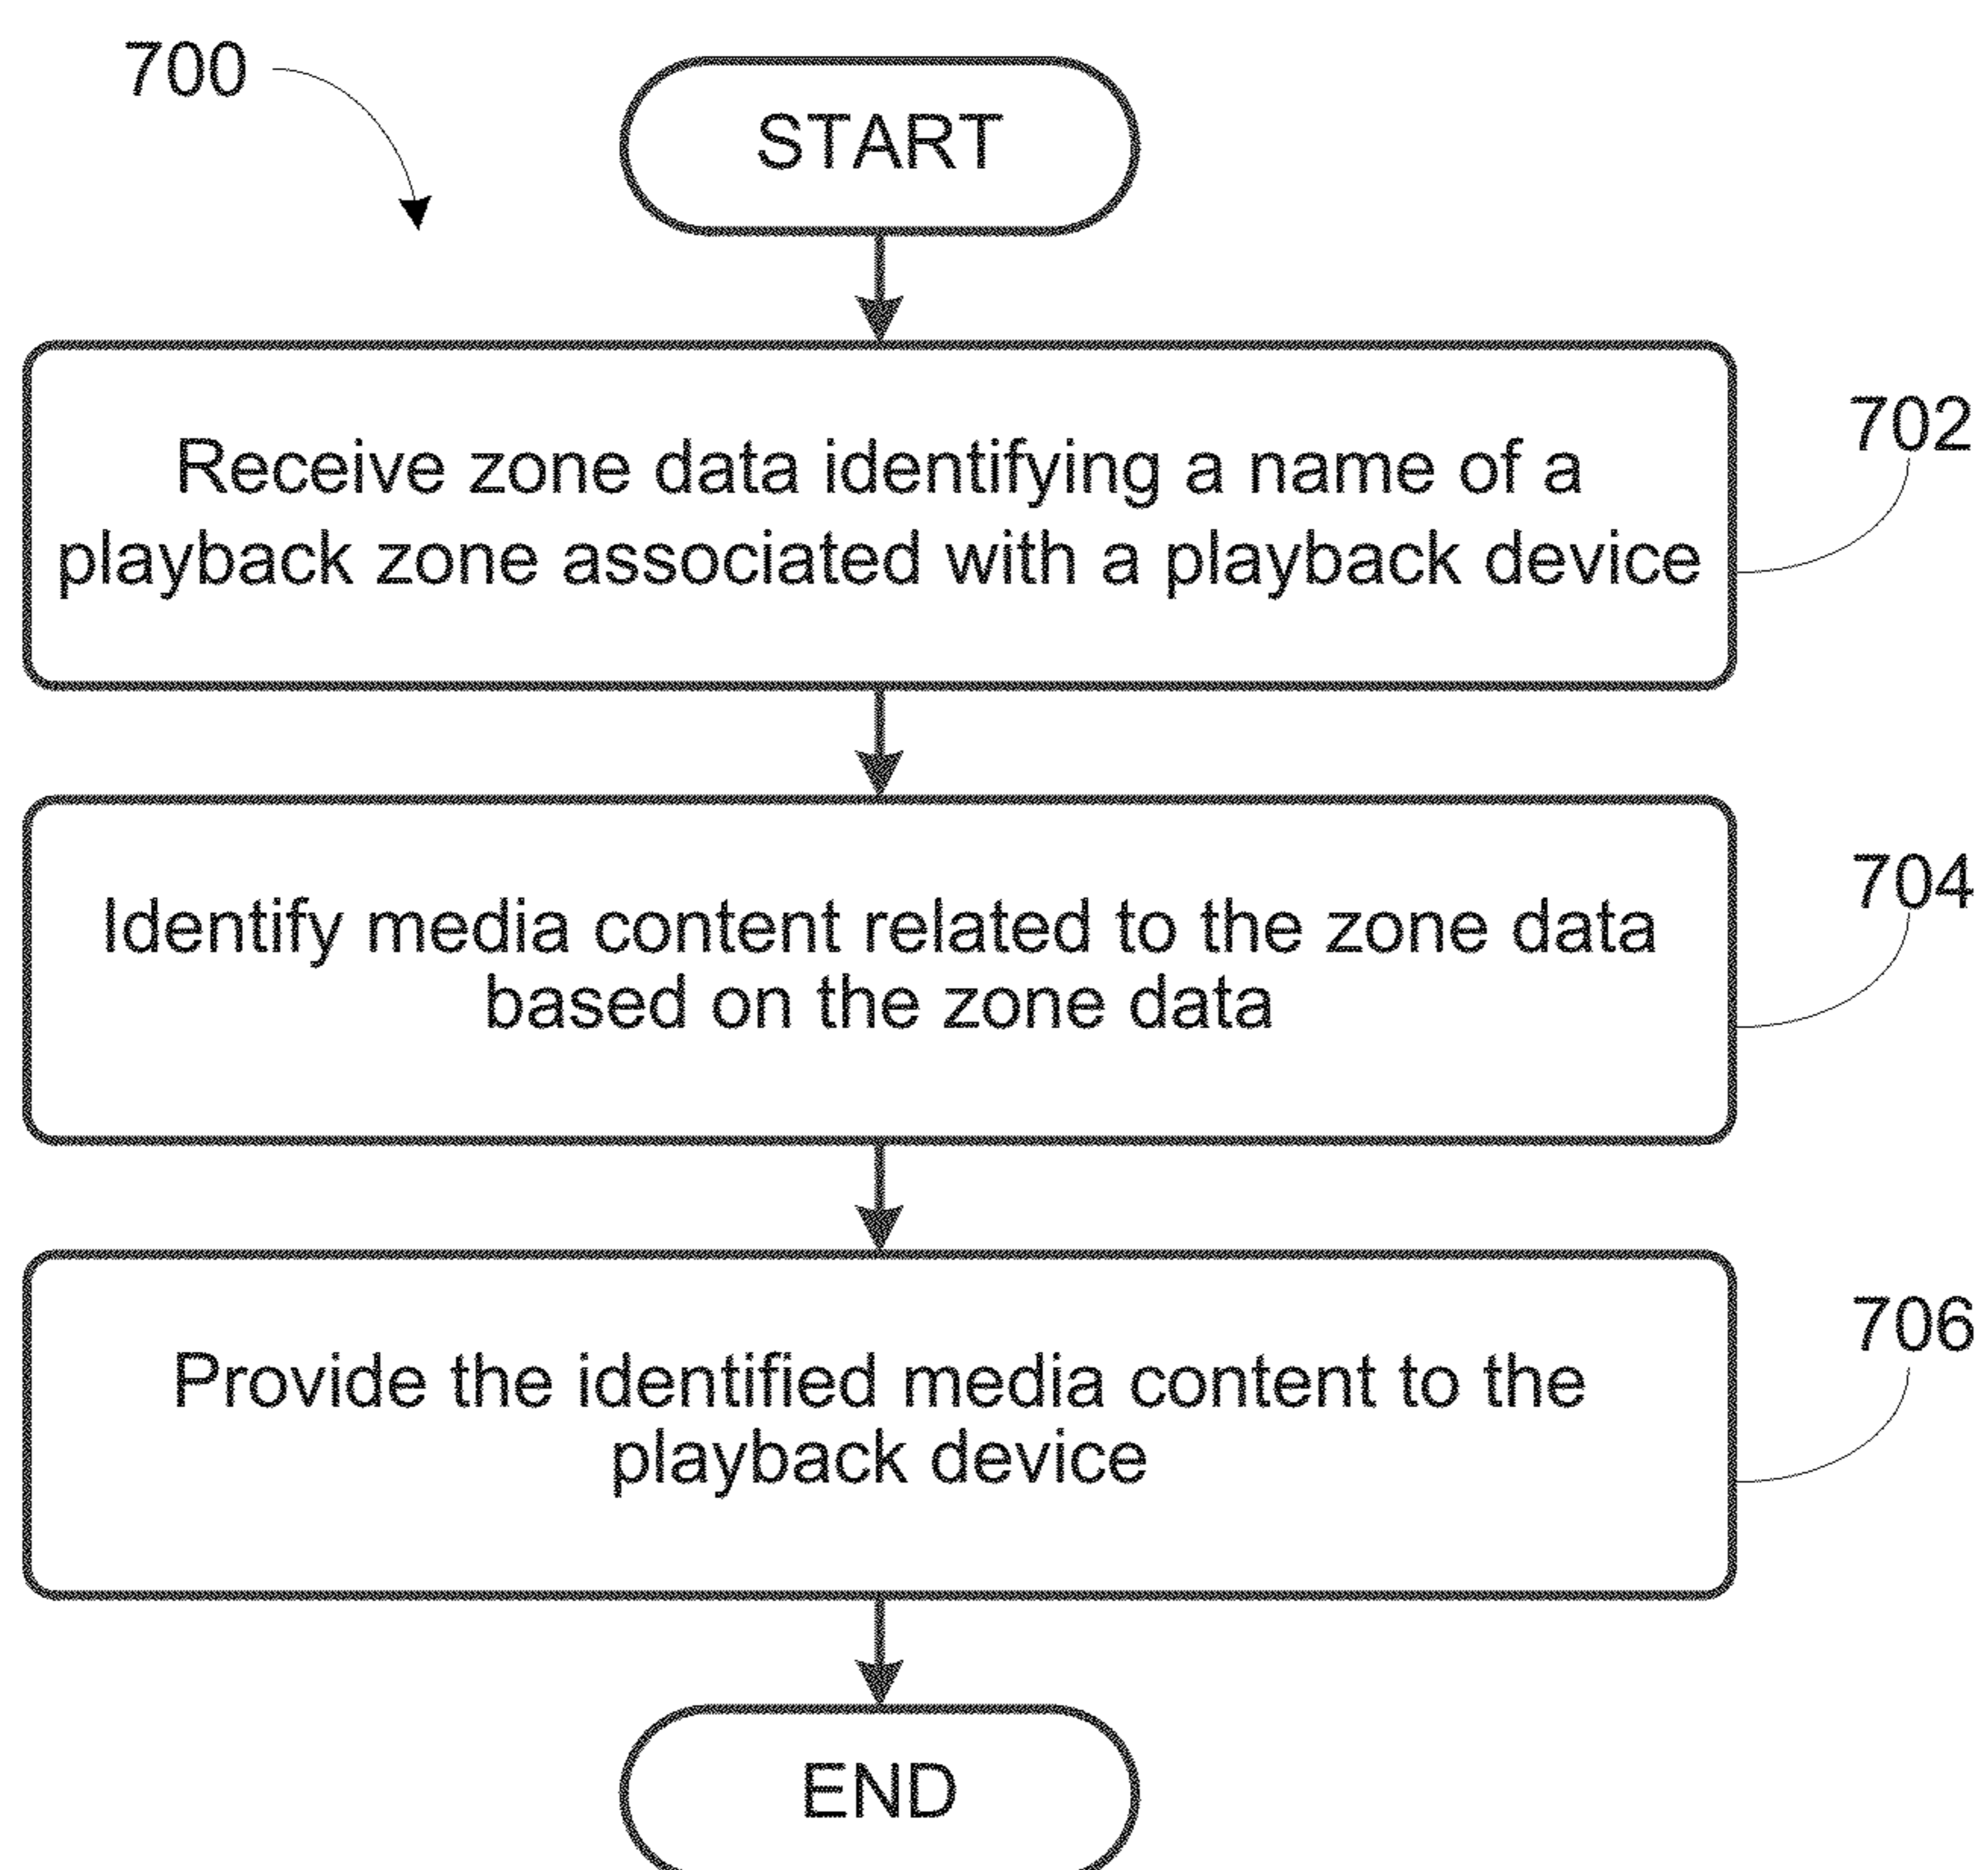 700
START
Receive zone data identifying a name of a
playback zone associated with a playback device
702
Identify media content related to the zone data
based on the zone data
704
Provide the identified media content to the
playback device
706
END